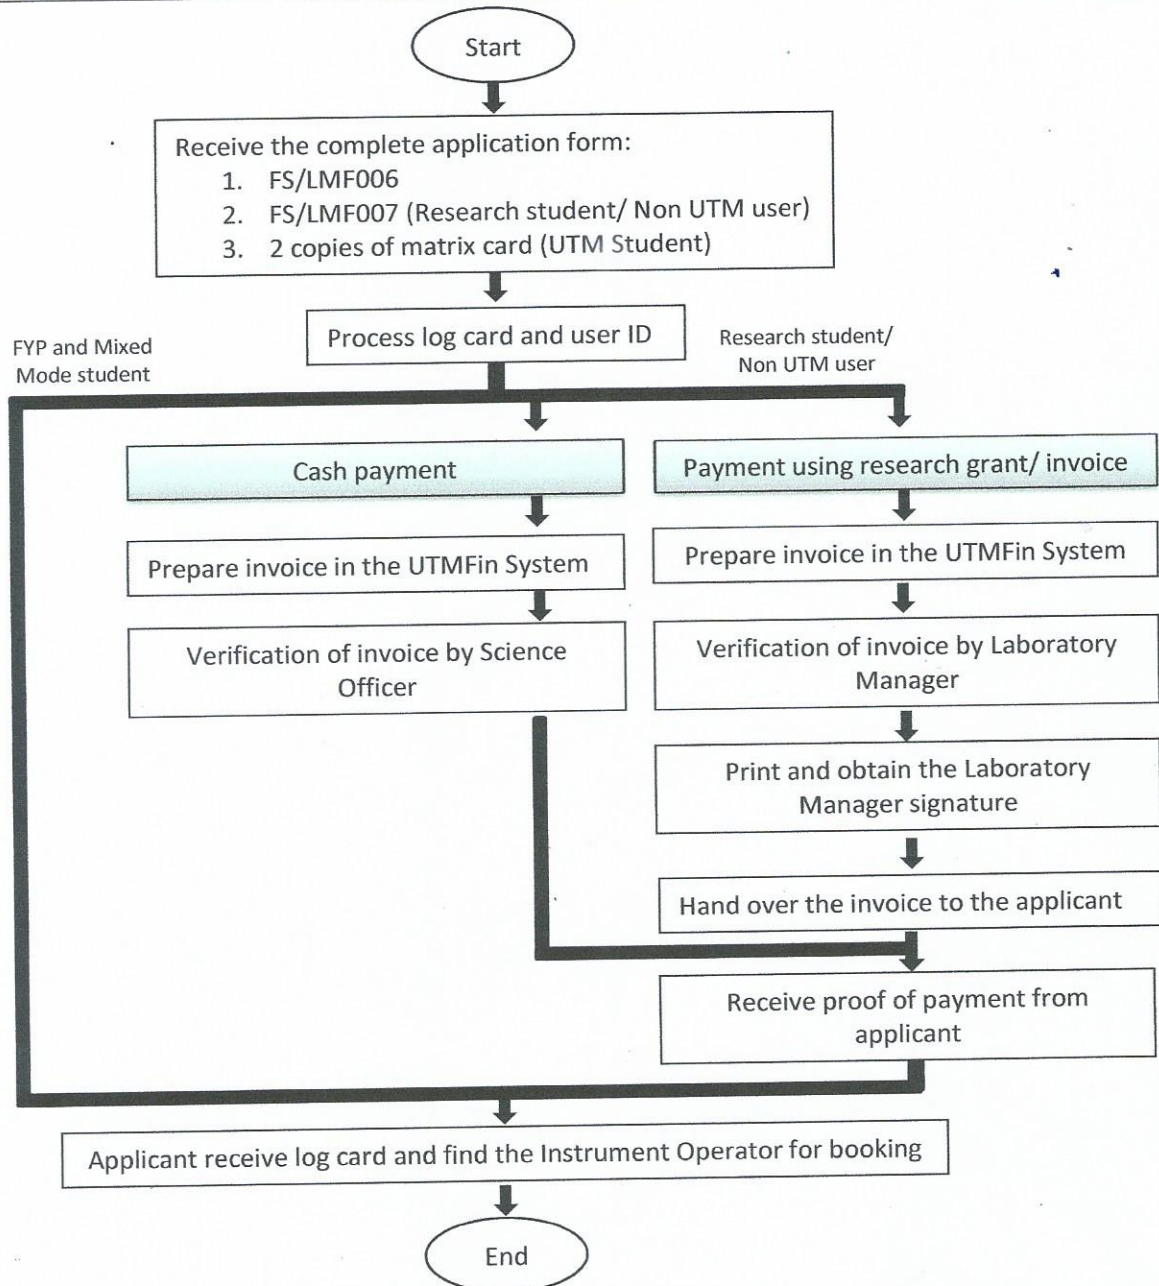 Start
Receive the complete application form:
1. FS/LMF006
2. FS/LMF007 (Research student/ Non UTM user)
3. 2 copies of matrix card (UTM Student)
Process log card and user ID
FYP and Mixed
Mode student
Research student/
Non UTM user
Cash payment
Payment using research grant/ invoice
Prepare invoice in the UTMFin System
Prepare invoice in the UTMFin System
Verification of invoice by Science
Officer
Verification of invoice by Laboratory
Manager
Print and obtain the Laboratory
Manager signature
Hand over the invoice to the applicant
Receive proof of payment from
applicant
Applicant receive log card and find the Instrument Operator for booking
End